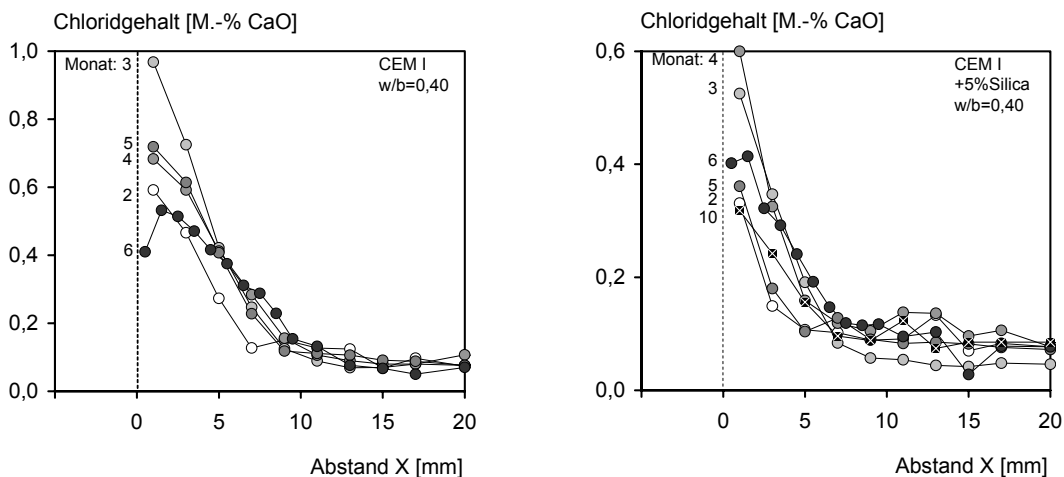 Chloridgehalt [M.-% CaO]
1,0
0,8
0,6
0,4
0,2
0,0
Monat: 3
5
4
2
6
CEM I
w/b=0,40
0 5 10 15 20
Abstand X [mm]
Chloridgehalt [M.-% CaO]
0,6
0,4
0,2
0,0
Monat: 4
3
6
5
2
10
CEM I
+5%Silica
w/b=0,40
0 5 10 15 20
Abstand X [mm]